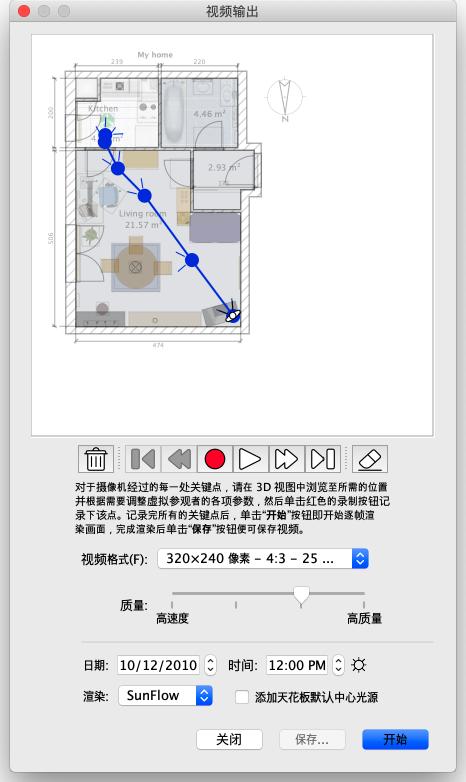 视频输出
My home
239
220
Kitchen
200
4.46 m²
2.93 m²
Living room
21.57 m²
506
474
N
对于摄像机经过的每一处关键点，请在 3D 视图中浏览至所需的位置
并根据需要调整虚拟参观者的各项参数，然后单击红色的录制按钮记
录下该点。记录完所有的关键点后，单击“开始”按钮即开始逐帧渲
染画面，完成渲染后单击“保存”按钮便可保存视频。
视频格式(F): 320×240 像素 – 4:3 – 25 ...
质量:
高速度 高质量
日期: 10/12/2010 时间: 12:00 PM
渲染: SunFlow 添加天花板默认中心光源
关闭 保存... 开始